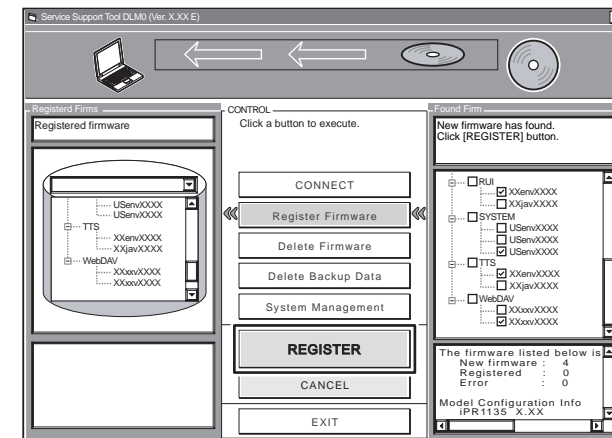 Service Support Tool DLM0 (Ver. X.XX E)
Registerd Firms
Registered firmware
USenvXXXX
USenvXXXX
TTS
XXenvXXXX
XXjavXXXX
WebDAV
XXxxvXXXX
XXxxvXXXX
CONTROL
Click a button to execute.
CONNECT
Register Firmware
Delete Firmware
Delete Backup Data
System Management
REGISTER
CANCEL
EXIT
Found Firm
New firmware has found.
Click [REGISTER] button.
RUI
XXenvXXXX
XXjavXXXX
SYSTEM
USenvXXXX
USenvXXXX
USenvXXXX
TTS
XXenvXXXX
XXjavXXXX
WebDAV
XXxxvXXXX
XXxxvXXXX
The firmware listed below is
New firmware : 4
Registered : 0
Error : 0
Model Configuration Info
iPR1135 X.XX